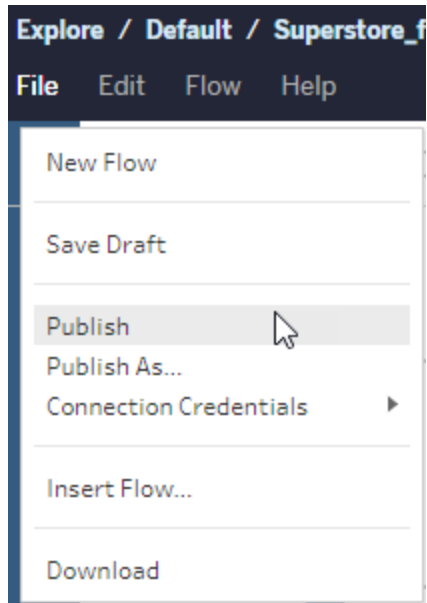 Explore / Default / Superstore_f
File Edit Flow Help
New Flow
Save Draft
Publish
Publish As...
Connection Credentials
Insert Flow...
Download